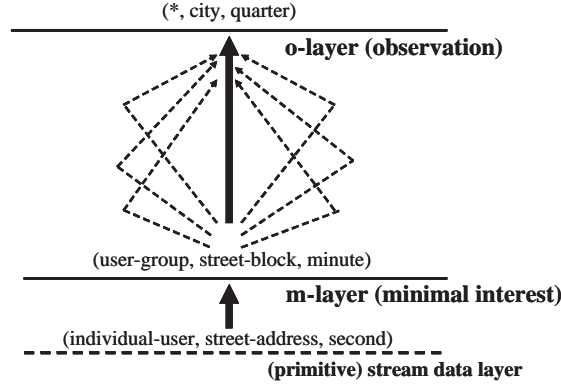 (*, city, quarter)
o-layer (observation)
(user-group, street-block, minute)
m-layer (minimal interest)
(individual-user, street-address, second)
(primitive) stream data layer